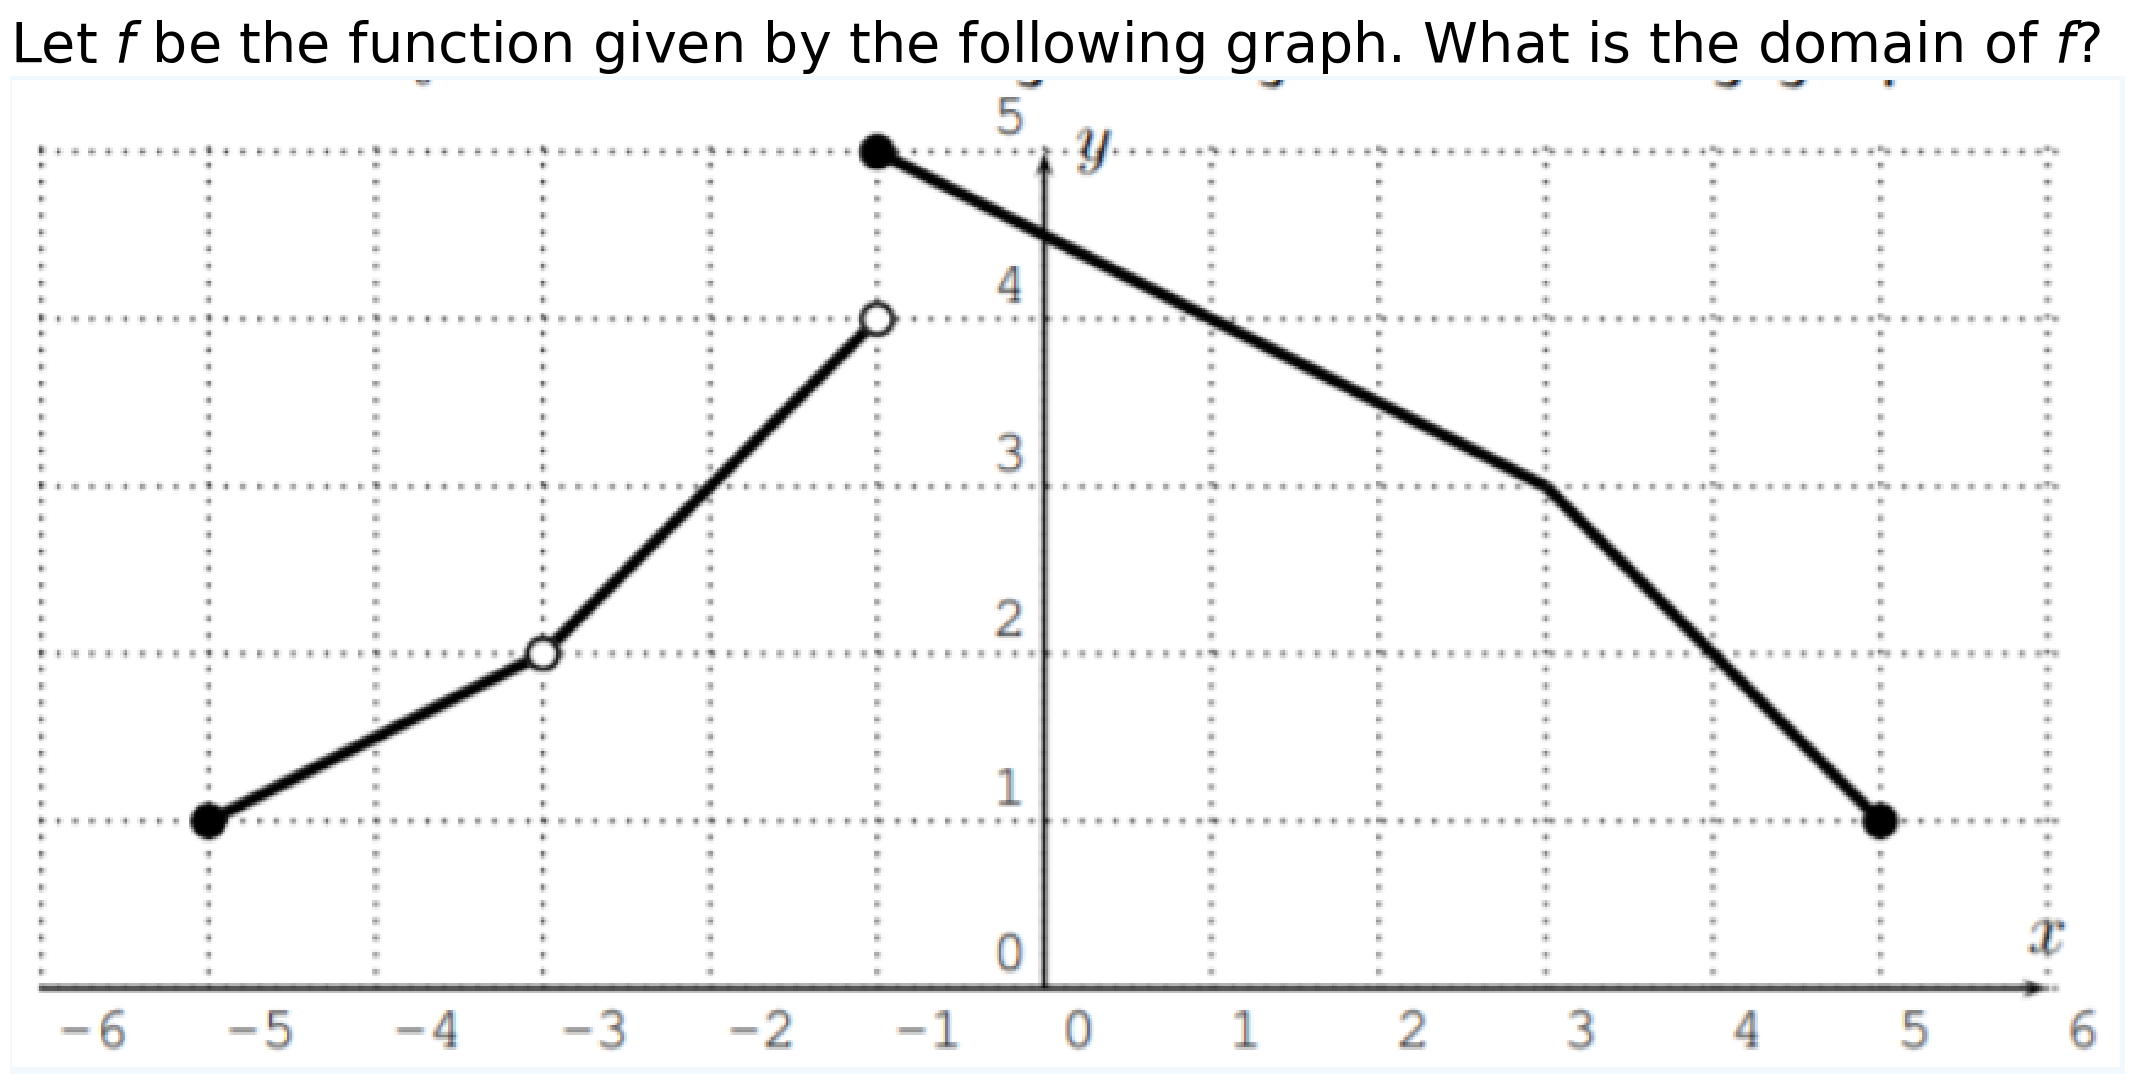 Let f be the function given by the following graph. What is the domain of f?
5
y
4
3
2
1
0
x
−6 −5 −4 −3 −2 −1 0 1 2 3 4 5 6